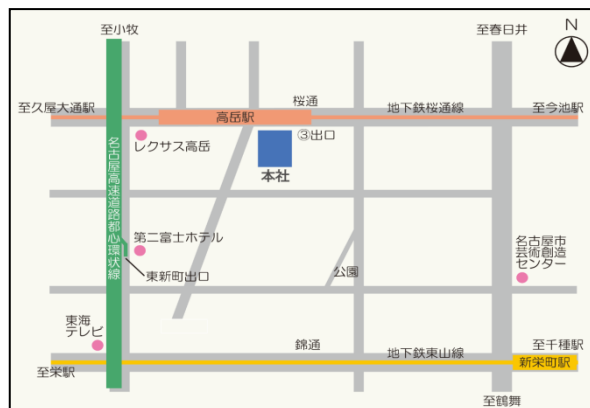 至小牧
至春日井
N
桜通
至久屋大通駅
地下鉄桜通線
至今池駅
高岳駅
③出口
レクサス高岳
本社
名古屋高速道路都心環状線
第二富士ホテル
東新町出口
公園
名古屋市
芸術創造
センター
東海
テレビ
錦通
地下鉄東山線
至千種駅
新栄町駅
至栄駅
至鶴舞